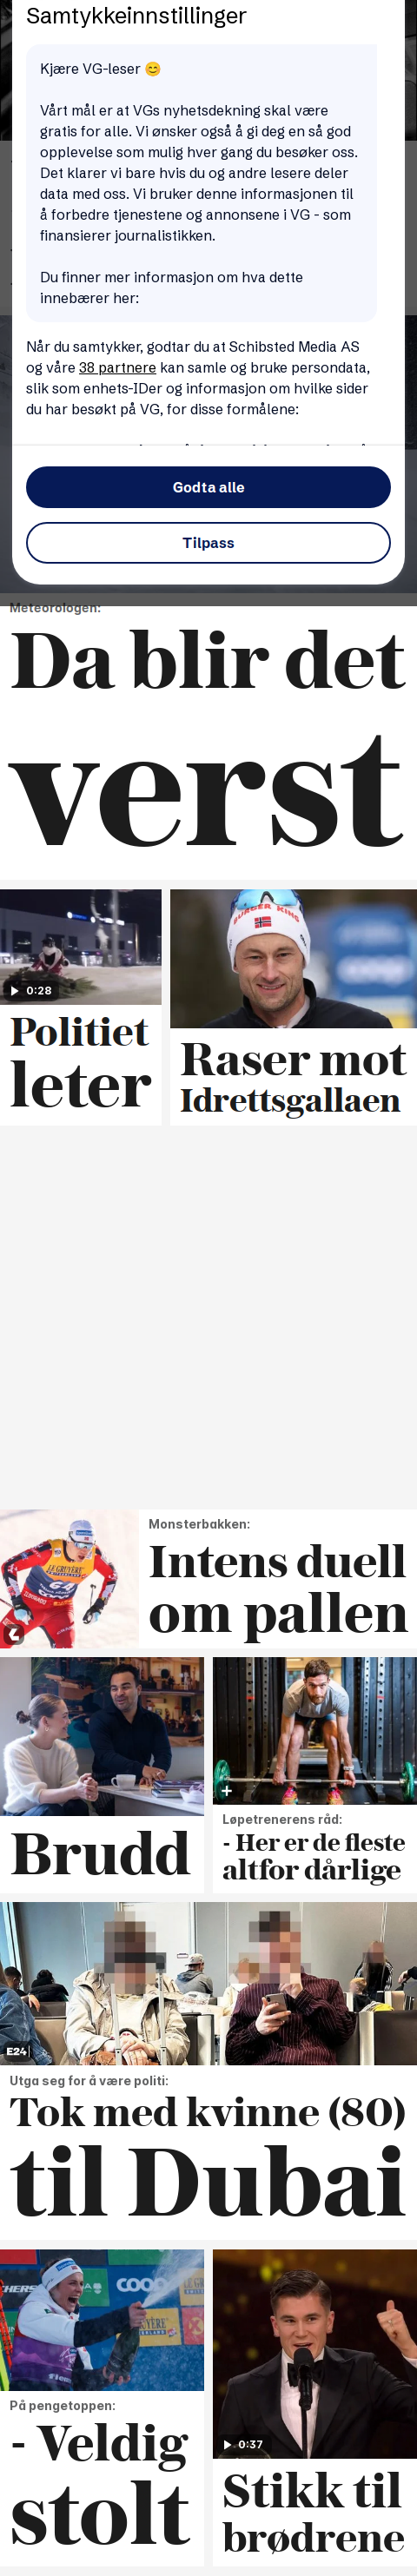 Samtykkeinnstillinger
Kjære VG-leser 😊
Vårt mål er at VGs nyhetsdekning skal være
gratis for alle. Vi ønsker også å gi deg en så god
opplevelse som mulig hver gang du besøker oss.
Det klarer vi bare hvis du og andre lesere deler
data med oss. Vi bruker denne informasjonen til
å forbedre tjenestene og annonsene i VG - som
finansierer journalistikken.
Du finner mer informasjon om hva dette
innebærer her:
Når du samtykker, godtar du at Schibsted Media AS
og våre 38 partnere kan samle og bruke persondata,
slik som enhets-IDer og informasjon om hvilke sider
du har besøkt på VG, for disse formålene:
Godta alle
Tilpass
Meteorologen:
Da blir det
verst
0:28
Politiet
leter
BURGER KING
Raser mot
Idrettsgallaen
Monsterbakken:
Intens duell
om pallen
LE GRUYÈRE
Brudd
+
Løpetrenerens råd:
- Her er de fleste
altfor dårlige
E24
Utga seg for å være politi:
Tok med kvinne (80)
til Dubai
COOP
På pengetoppen:
- Veldig
stolt
0:37
Stikk til
brødrene